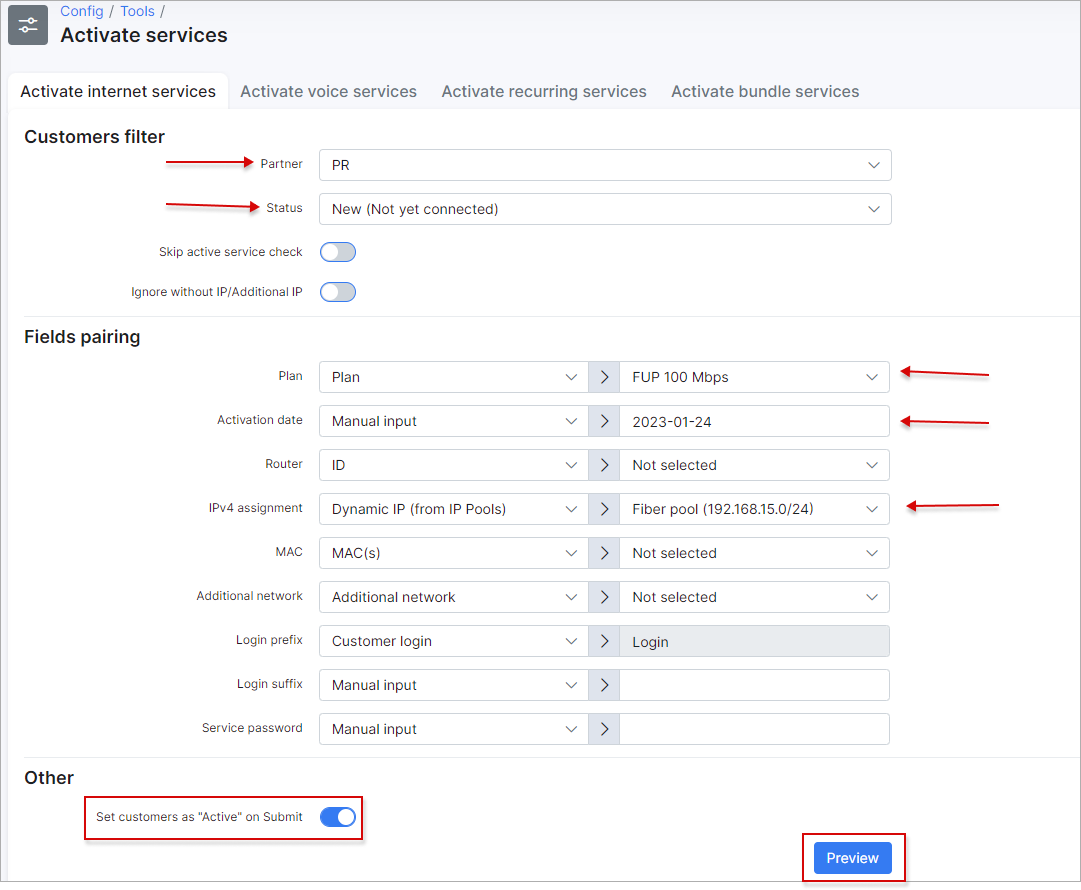 Config / Tools /
Activate services
Activate internet services Activate voice services Activate recurring services Activate bundle services
Customers filter
Partner PR
Status New (Not yet connected)
Skip active service check
Ignore without IP/Additional IP
Fields pairing
Plan Plan FUP 100 Mbps
Activation date Manual input 2023-01-24
Router ID Not selected
IPv4 assignment Dynamic IP (from IP Pools) Fiber pool (192.168.15.0/24)
MAC MAC(s) Not selected
Additional network Additional network Not selected
Login prefix Customer login Login
Login suffix Manual input
Service password Manual input
Other
Set customers as "Active" on Submit
Preview